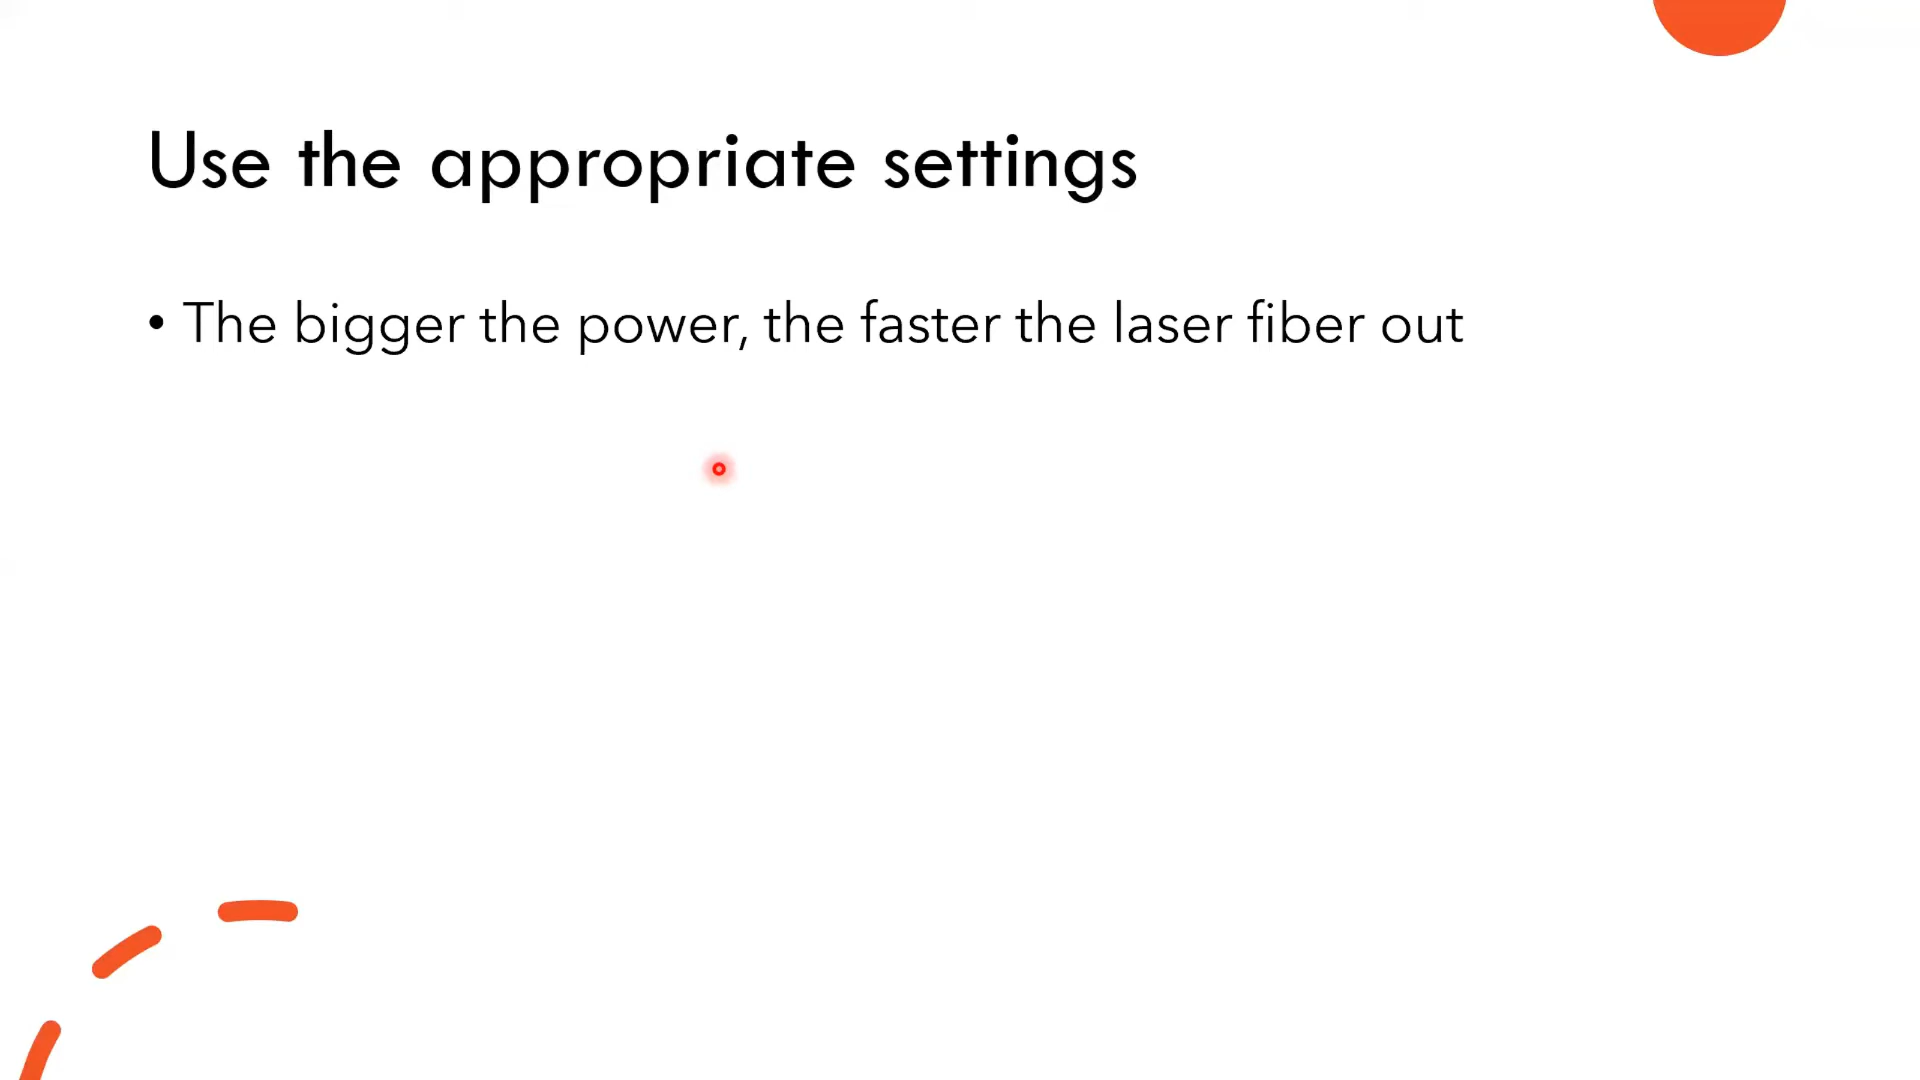 Use the appropriate settings
• The bigger the power, the faster the laser fiber out